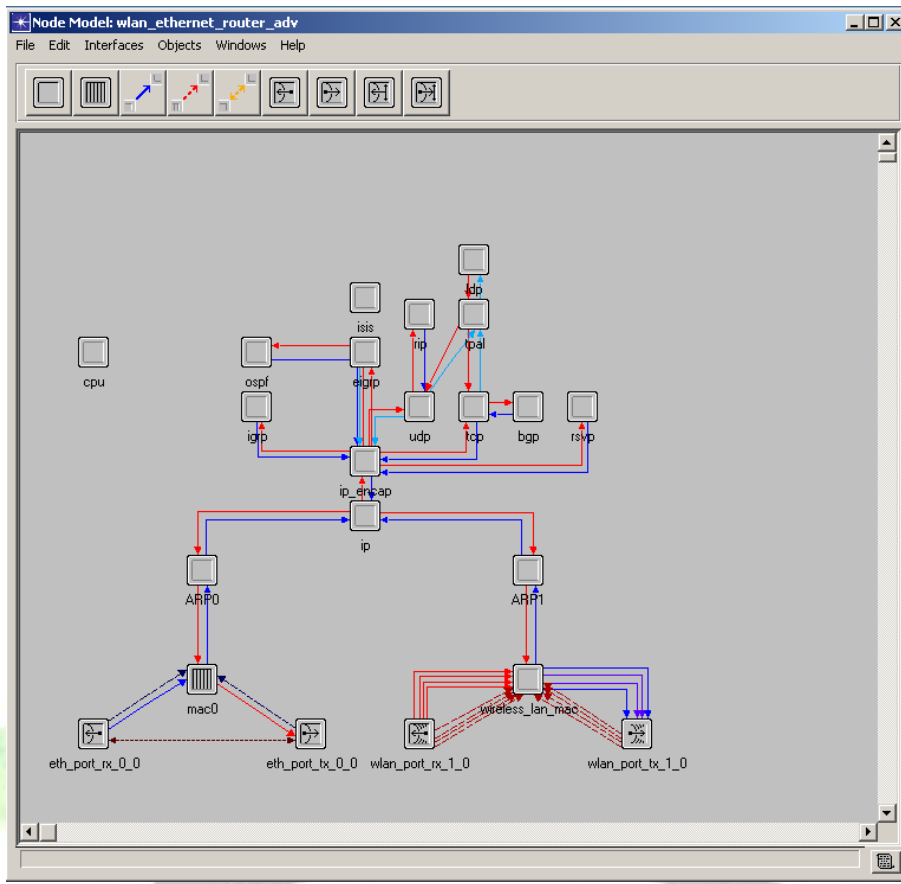 Node Model: wlan_ethernet_router_adv
File Edit Interfaces Objects Windows Help
ldp
isis
rip
tpal
cpu
ospf
eigrp
igrp
udp
tcp
bgp
rsvp
ip_encap
ip
ARP0
ARP1
mac0
wireless_lan_mac
eth_port_rx_0_0
eth_port_tx_0_0
wlan_port_rx_1_0
wlan_port_tx_1_0